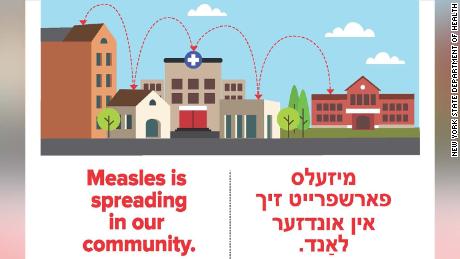 Measles is
spreading
in our
community.
מיזעלס
פארשפרייט זיך
אין אונדזער
לאַנד.
NEW YORK STATE DEPARTMENT OF HEALTH